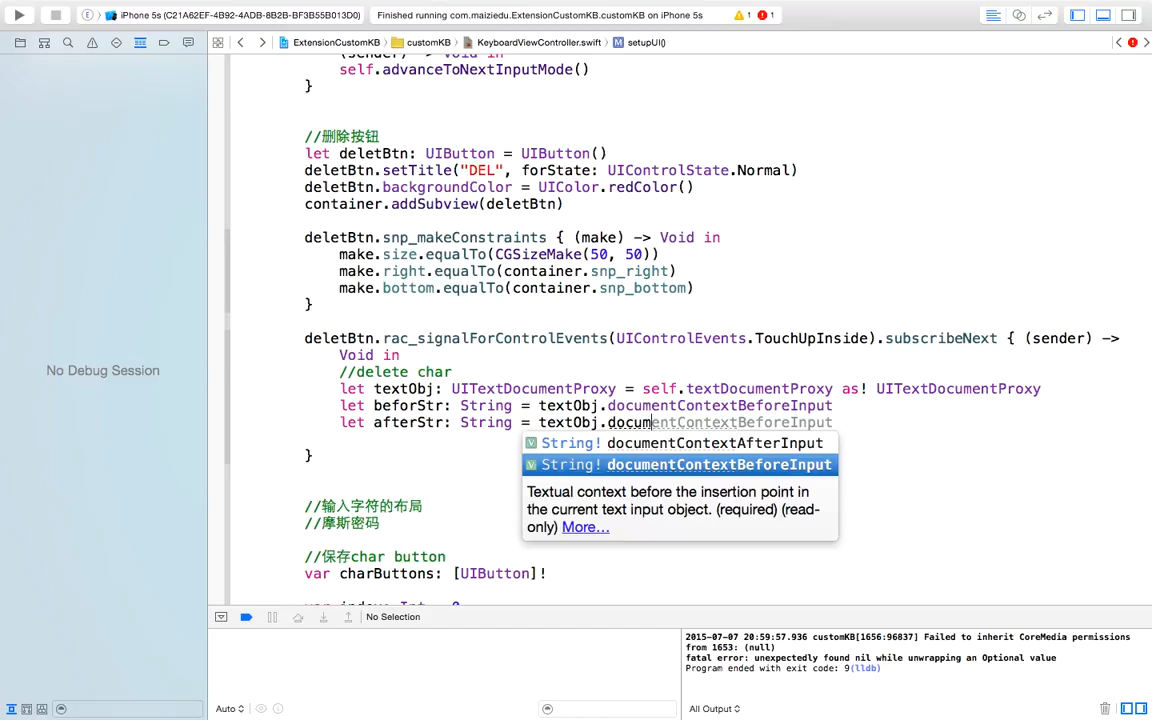 iPhone 5s (C21A62EF-4B92-4ADB-8B2B-BF3B55B013D0)
Finished running com.maiziedu.ExtensionCustomKB.customKB on iPhone 5s
1
1
ExtensionCustomKB
customKB
KeyboardViewController.swift
M setupUI()
(sender) -> Void in
self.advanceToNextInputMode()
}
//删除按钮
let deletBtn: UIButton = UIButton()
deletBtn.setTitle("DEL", forState: UIControlState.Normal)
deletBtn.backgroundColor = UIColor.redColor()
container.addSubview(deletBtn)
deletBtn.snp_makeConstraints { (make) -> Void in
make.size.equalTo(CGSizeMake(50, 50))
make.right.equalTo(container.snp_right)
make.bottom.equalTo(container.snp_bottom)
}
deletBtn.rac_signalForControlEvents(UIControlEvents.TouchUpInside).subscribeNext { (sender) ->
Void in
//delete char
let textObj: UITextDocumentProxy = self.textDocumentProxy as! UITextDocumentProxy
let beforStr: String = textObj.documentContextBeforeInput
let afterStr: String = textObj.documentContextBeforeInput
V String! documentContextAfterInput
V String! documentContextBeforeInput
Textual context before the insertion point in
the current text input object. (required) (read-
only) More…
}
//输入字符的布局
//摩斯密码
//保存char button
var charButtons: [UIButton]!
var index: Int = 0
No Debug Session
No Selection
2015-07-07 20:59:57.936 customKB[1656:96837] Failed to inherit CoreMedia permissions
from 1653: (null)
fatal error: unexpectedly found nil while unwrapping an Optional value
Program ended with exit code: 9(lldb)
Auto
All Output